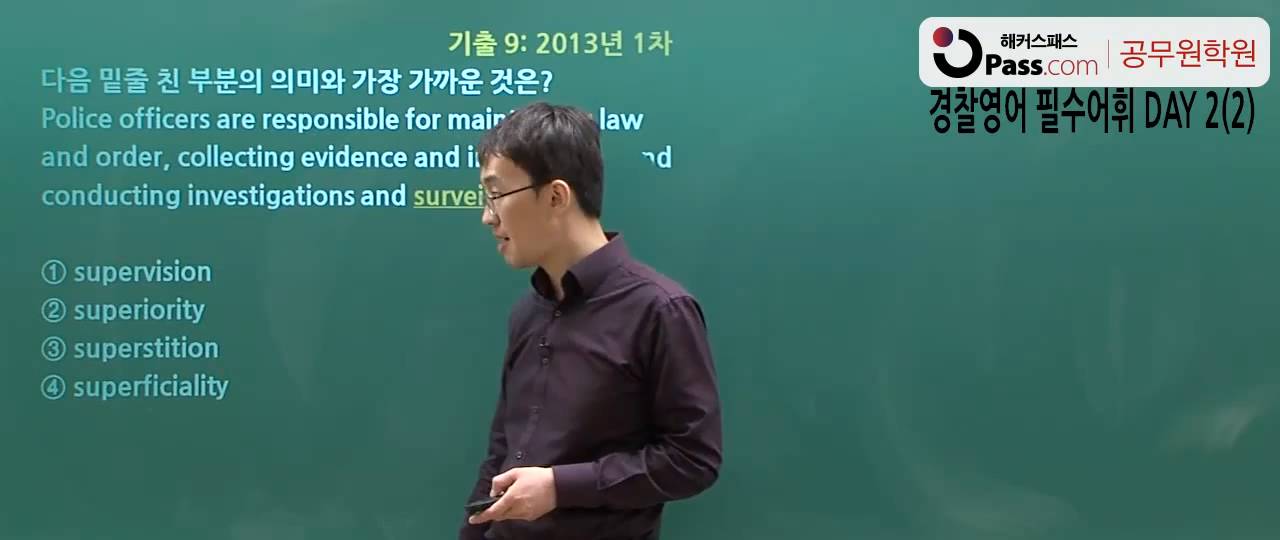 기출 9: 2013년 1차
다음 밑줄 친 부분의 의미와 가장 가까운 것은?
Police officers are responsible for law
and order, collecting evidence and
conducting investigations and
① supervision
② superiority
③ superstition
④ superficiality
해커스패스
Pass.com
공무원학원
경찰영어 필수어휘 DAY 2(2)